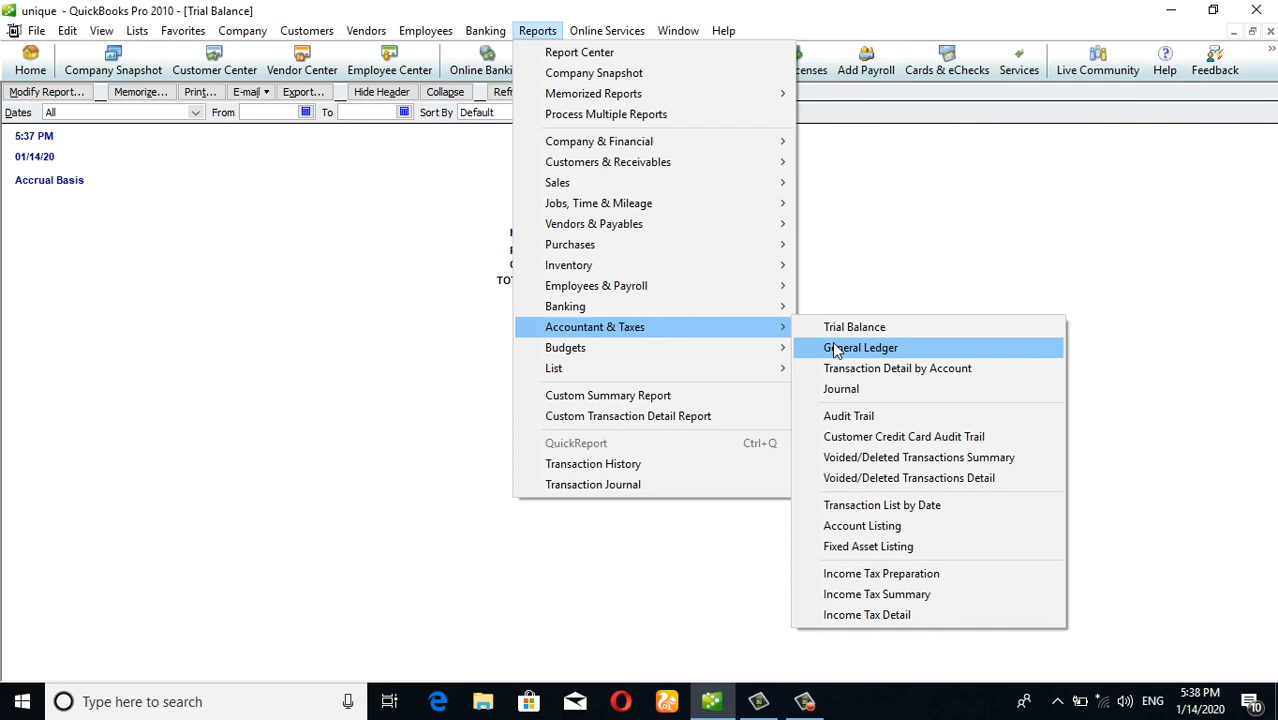 unique - QuickBooks Pro 2010 - [Trial Balance]
File Edit View Lists Favorites Company Customers Vendors Employees Banking Reports Online Services Window Help
Home Company Snapshot Customer Center Vendor Center Employee Center Add Payroll Cards & eChecks Services Live Community Help Feedback
Modify Report... Memorize... Print... E-mail Export... Hide Header Collapse
Dates All From To Sort By Default
5:37 PM
01/14/20
Accrual Basis
Report Center
Company Snapshot
Memorized Reports
Process Multiple Reports
Company & Financial
Customers & Receivables
Sales
Jobs, Time & Mileage
Vendors & Payables
Purchases
Inventory
Employees & Payroll
Banking
Accountant & Taxes
Budgets
List
Custom Summary Report
Custom Transaction Detail Report
QuickReport Ctrl+Q
Transaction History
Transaction Journal
Trial Balance
General Ledger
Transaction Detail by Account
Journal
Audit Trail
Customer Credit Card Audit Trail
Voided/Deleted Transactions Summary
Voided/Deleted Transactions Detail
Transaction List by Date
Account Listing
Fixed Asset Listing
Income Tax Preparation
Income Tax Summary
Income Tax Detail
Type here to search
ENG
5:38 PM
1/14/2020
10